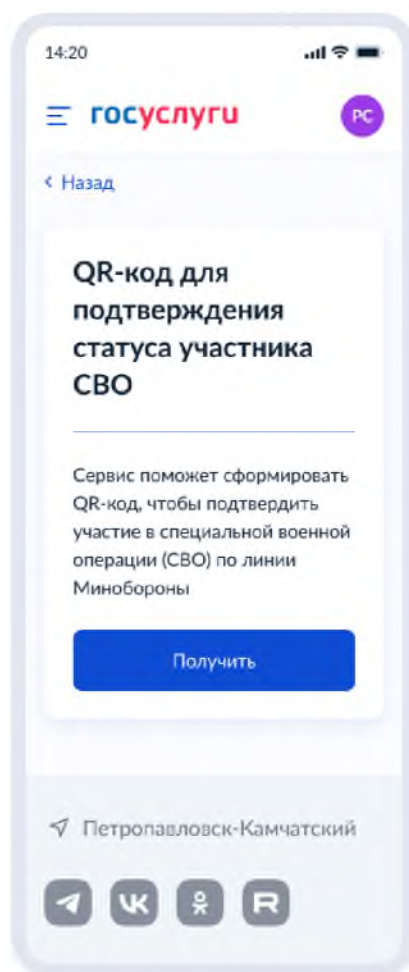 14:20
госуслуги
РС
Назад
QR-код для
подтверждения
статуса участника
СВО
Сервис поможет сформировать
QR-код, чтобы подтвердить
участие в специальной военной
операции (СВО) по линии
Минобороны
Получить
Петропавловск-Камчатский